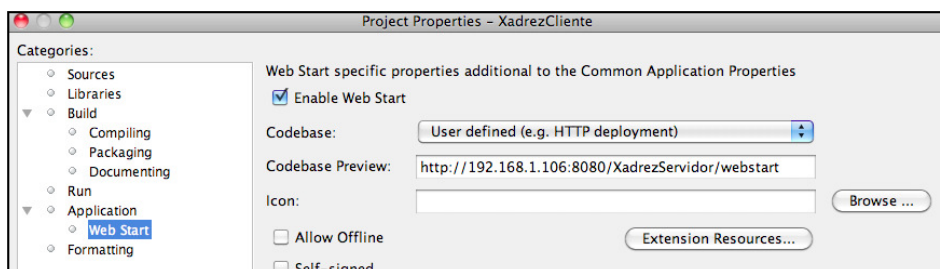 Project Properties – XadrezCliente
Categories:
Sources
Libraries
Build
Compiling
Packaging
Documenting
Run
Application
Web Start
Formatting
Web Start specific properties additional to the Common Application Properties
Enable Web Start
Codebase: User defined (e.g. HTTP deployment)
Codebase Preview: http://192.168.1.106:8080/XadrezServidor/webstart
Icon: Browse ...
Allow Offline Extension Resources...
Self-signed